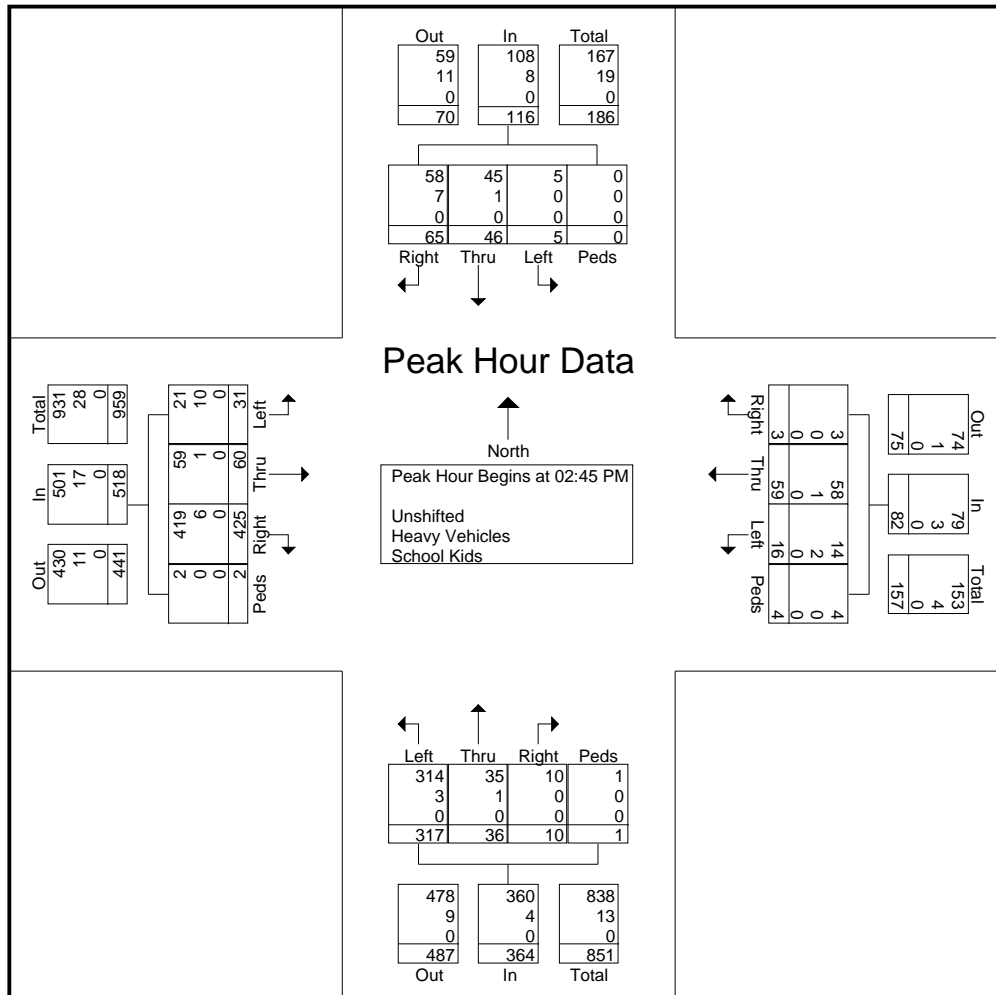 Out In Total
59 108 167
11 8 19
0 0 0
70 116 186
58 45 5 0
7 1 0 0
0 0 0 0
65 46 5 0
Right Thru Left Peds
Peak Hour Data
North
Peak Hour Begins at 02:45 PM
Unshifted
Heavy Vehicles
School Kids
Total
931 28 0 959
In
501 17 0 518
Out
430 11 0 441
Left
21 10 0 31
Thru
59 1 0 60
Right
419 6 0 425
Peds
2 0 0 2
Right
3 0 0 3
Thru
58 1 0 59
Left
14 2 0 16
Peds
4 0 0 4
Out
74 1 0 75
In
79 3 0 82
Total
153 4 0 157
Left Thru Right Peds
314 35 10 1
3 1 0 0
0 0 0 0
317 36 10 1
478 360 838
9 4 13
0 0 0
487 364 851
Out In Total